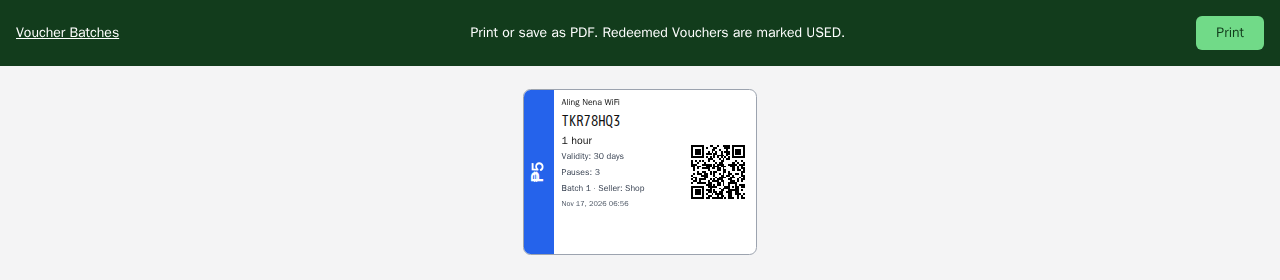 Voucher Batches
Print or save as PDF. Redeemed Vouchers are marked USED.
Print
₱5
Aling Nena WiFi
TKR78HQ3
1 hour
Validity: 30 days
Pauses: 3
Batch 1 · Seller: Shop
Nov 17, 2026 06:56